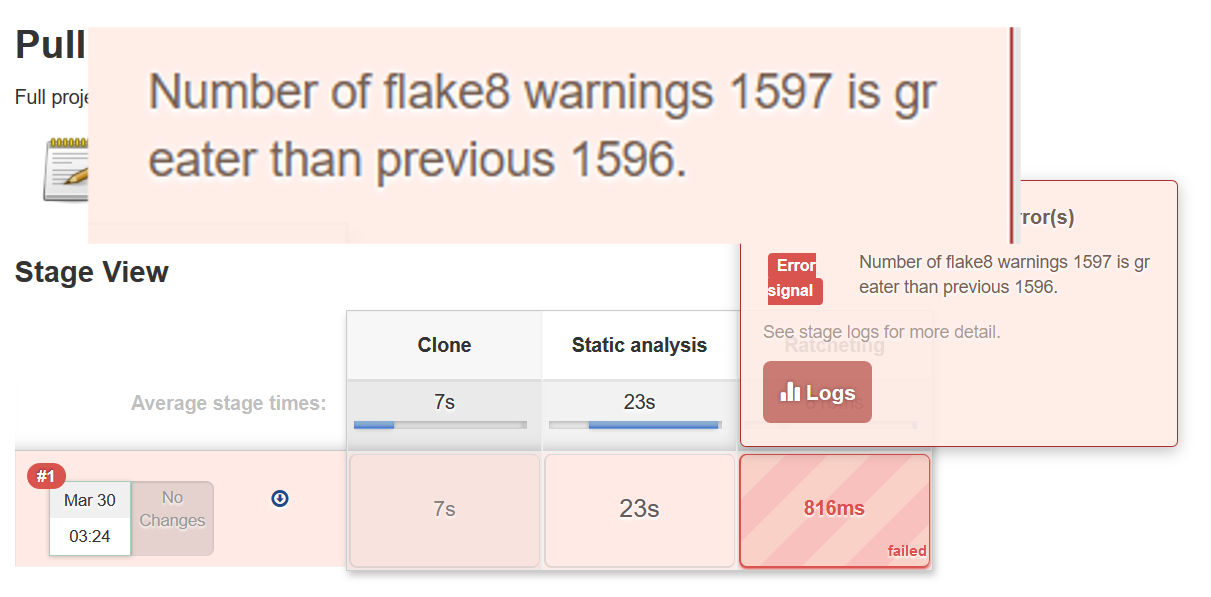 Pull
Full proje
Number of flake8 warnings 1597 is gr
eater than previous 1596.
rror(s)
Error
signal
Number of flake8 warnings 1597 is gr
eater than previous 1596.
See stage logs for more detail.
Logs
Stage View
Clone
Static analysis
Ratcheting
Average stage times:
7s
23s
#1
Mar 30
03:24
No
Changes
7s
23s
816ms
failed